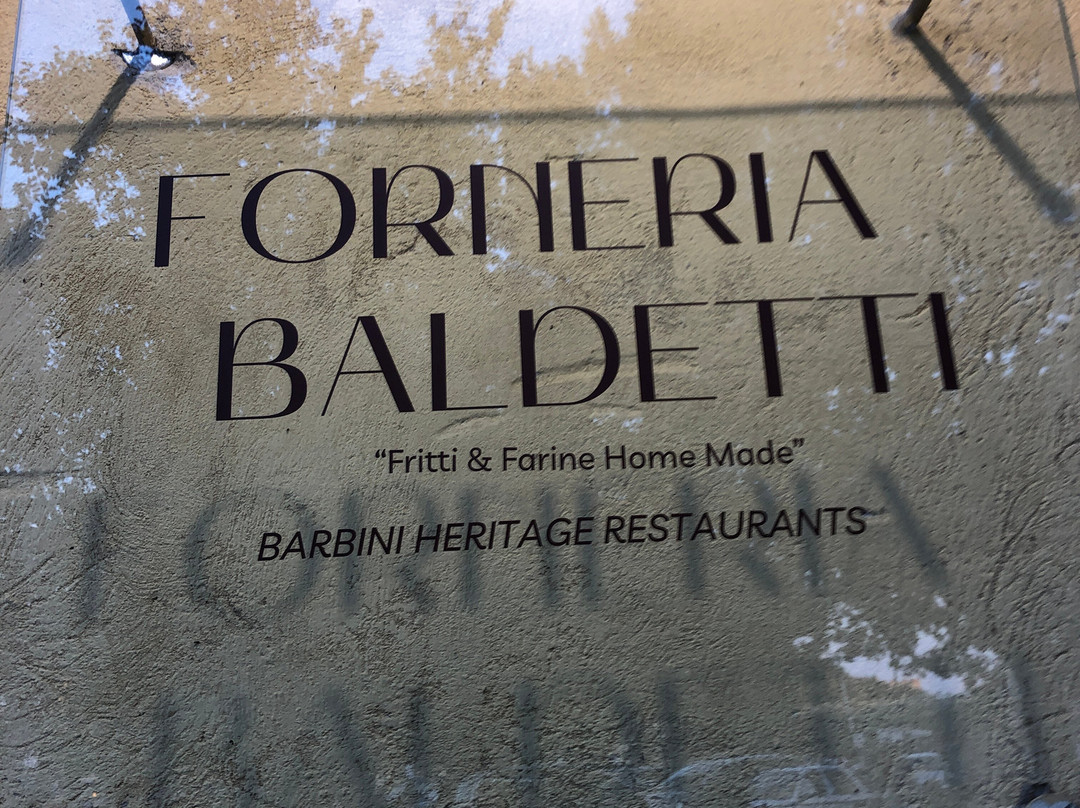 FORNERIA
BALDETTI
“Fritti & Farine Home Made”
BARBINI HERITAGE RESTAURANTS